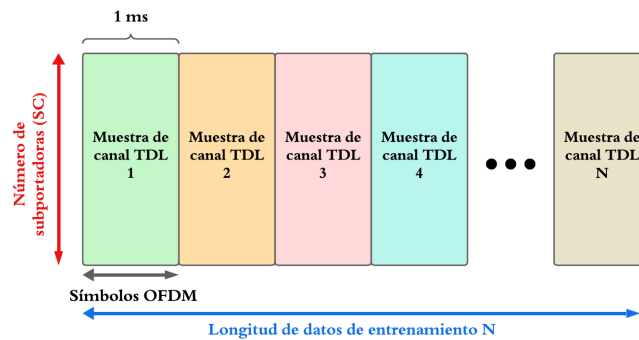 1 ms
Número de
subportadoras (SC)
Muestra de
canal TDL
1
Muestra de
canal TDL
2
Muestra de
canal TDL
3
Muestra de
canal TDL
4
Muestra de
canal TDL
N
Símbolos OFDM
Longitud de datos de entrenamiento N